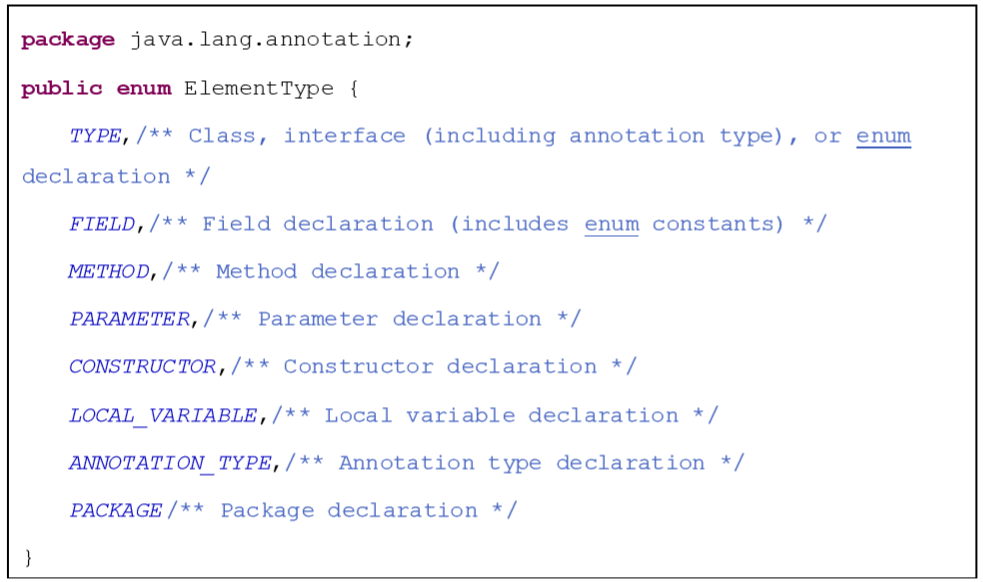 package java.lang.annotation;
public enum ElementType {
TYPE,/** Class, interface (including annotation type), or enum
declaration */
FIELD,/** Field declaration (includes enum constants) */
METHOD,/** Method declaration */
PARAMETER,/** Parameter declaration */
CONSTRUCTOR,/** Constructor declaration */
LOCAL_VARIABLE,/** Local variable declaration */
ANNOTATION_TYPE,/** Annotation type declaration */
PACKAGE/** Package declaration */
}